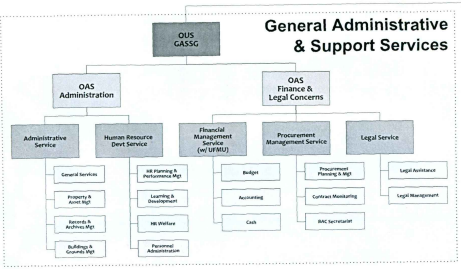 General Administrative
& Support Services
OUS
GASSG
OAS
Administration
OAS
Finance &
Legal Concerns
Administrative
Service
Human Resource
Devt Service
Financial
Management
Service
(w/ UFMU)
Procurement
Management Service
Legal Service
General Services
Property &
Asset Mgt
Records &
Archives Mgt
Buildings &
Grounds Mgt
HR Planning &
Performance Mgt
Learning &
Development
HR Welfare
Personnel
Administration
Budget
Accounting
Cash
Procurement
Planning & Mgt
Contract Monitoring
BAC Secretariat
Legal Assistance
Legal Management